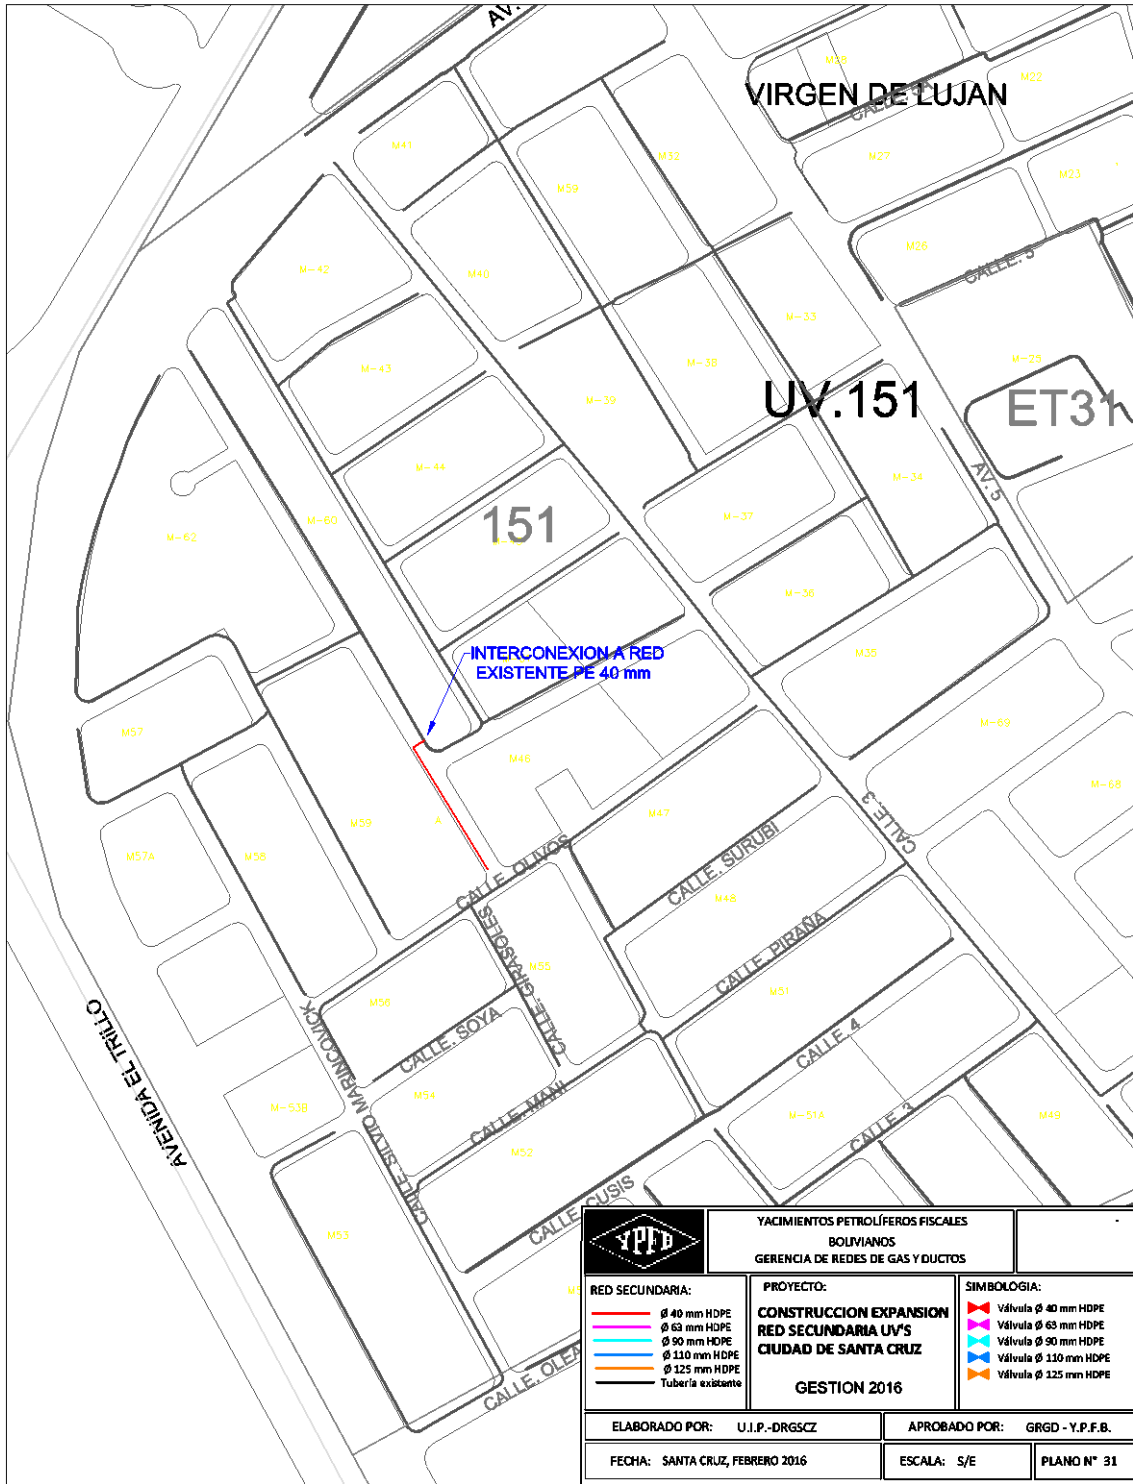 AV.
M28
M22
VIRGEN DE LUJAN
CALLE 5A
M41
M27
M32
M59
M23
M26
M-42
M40
CALLE. 5
M-33
M-43
M-38
M-25
M-39
UV.151
ET31
M-44
M-34
AV. 5
M-60
M-37
151
M-62
M-36
INTERCONEXION A RED
EXISTENTE PE 40 mm
M35
M57
M-69
M46
M-68
M59
A
M47
CALLE. 3
M57A
M58
CALLE. OLIVOS
CALLE. SURUBI
M48
CALLE. GIRASOLES
M55
CALLE. PIRAÑA
M56
M61
AVENIDA EL TRILLO
CALLE. SILVIO MARINCOVICK
CALLE. SOYA
CALLE. 4
M54
M-53B
CALLE. MANI
M-51A
CALLE. 3
M49
M52
CALLE. CUSIS
M53
CALLE. OLEA
YPFB
YACIMIENTOS PETROLÍFEROS FISCALES
BOLIVIANOS
GERENCIA DE REDES DE GAS Y DUCTOS
RED SECUNDARIA:
Ø 40 mm HDPE
Ø 63 mm HDPE
Ø 90 mm HDPE
Ø 110 mm HDPE
Ø 125 mm HDPE
Tubería existente
PROYECTO:
CONSTRUCCION EXPANSION
RED SECUNDARIA UV'S
CIUDAD DE SANTA CRUZ
GESTION 2016
SIMBOLOGIA:
Válvula Ø 40 mm HDPE
Válvula Ø 63 mm HDPE
Válvula Ø 90 mm HDPE
Válvula Ø 110 mm HDPE
Válvula Ø 125 mm HDPE
ELABORADO POR: U.I.P.-DRGSCZ
APROBADO POR: GRGD - Y.P.F.B.
FECHA: SANTA CRUZ, FEBRERO 2016
ESCALA: S/E
PLANO N° 31